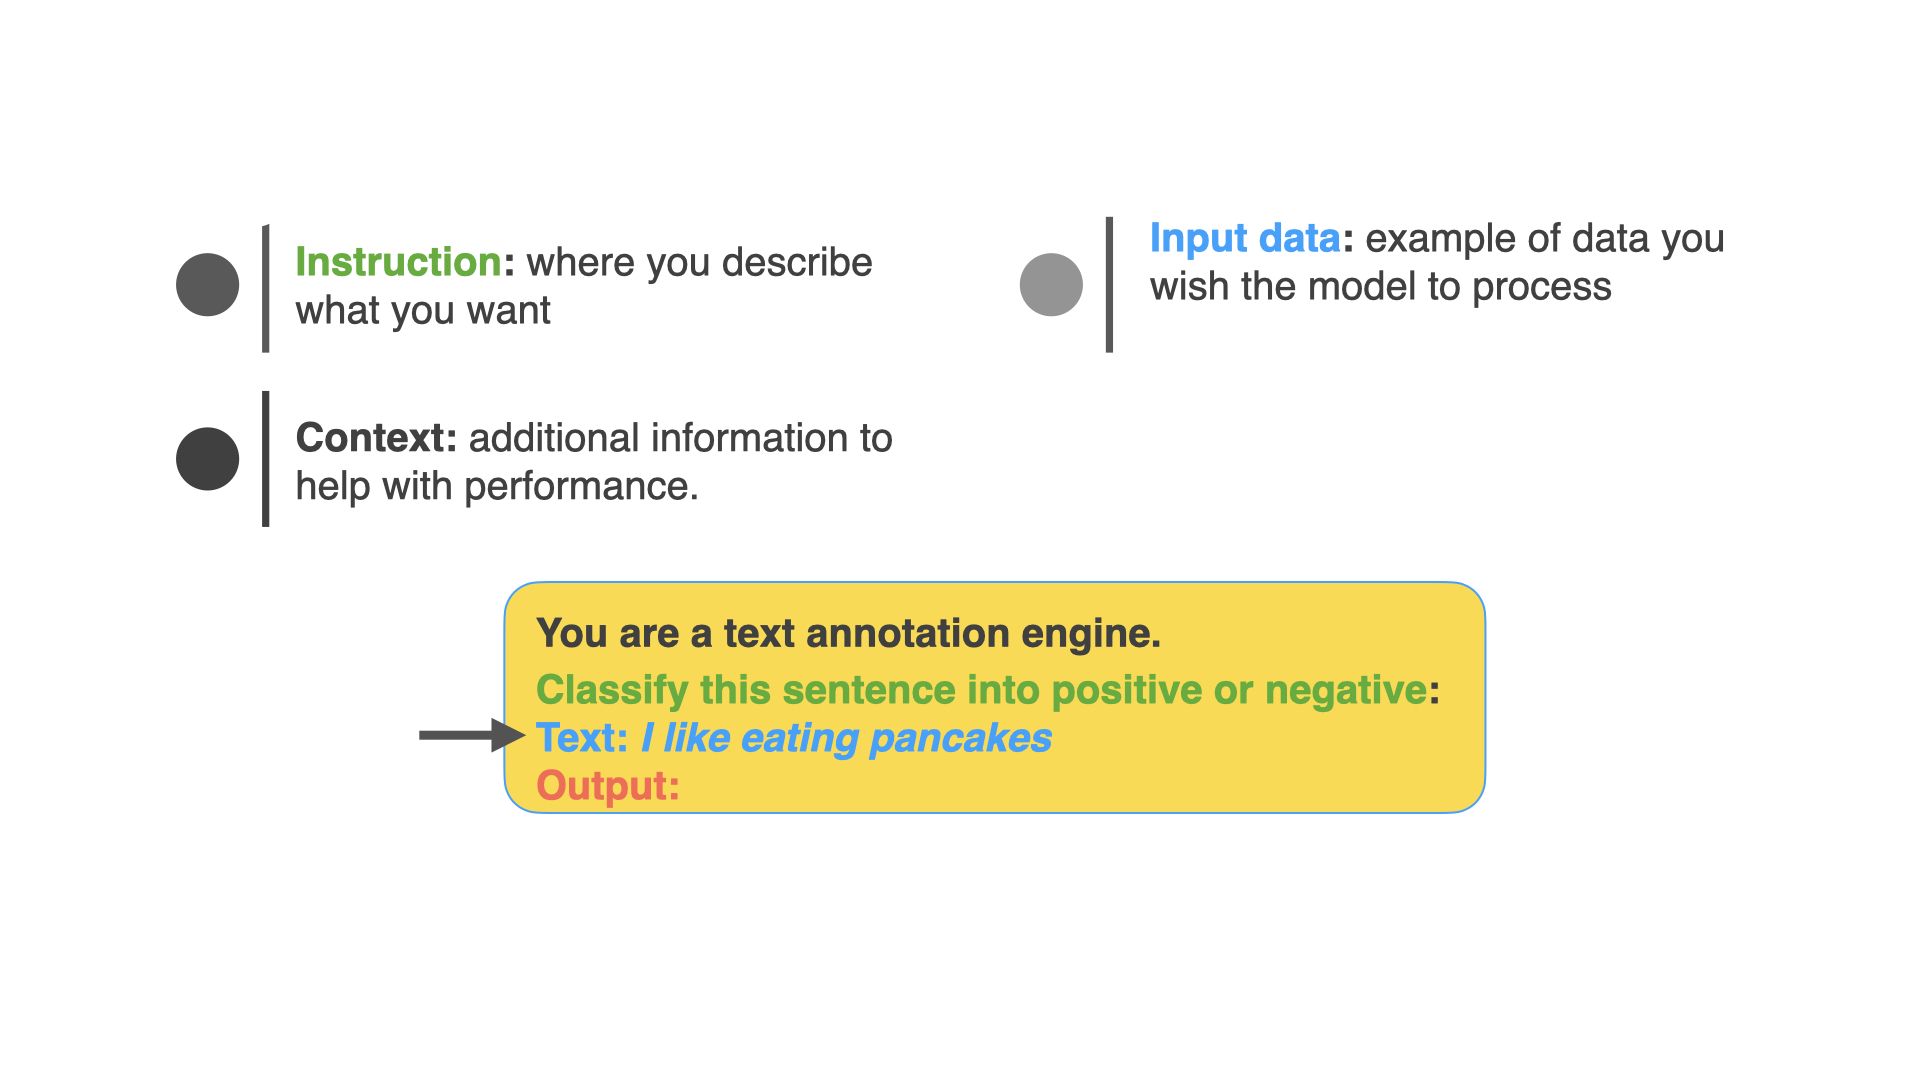 Instruction: where you describe
what you want
Input data: example of data you
wish the model to process
Context: additional information to
help with performance.
You are a text annotation engine.
Classify this sentence into positive or negative:
Text: I like eating pancakes
Output: